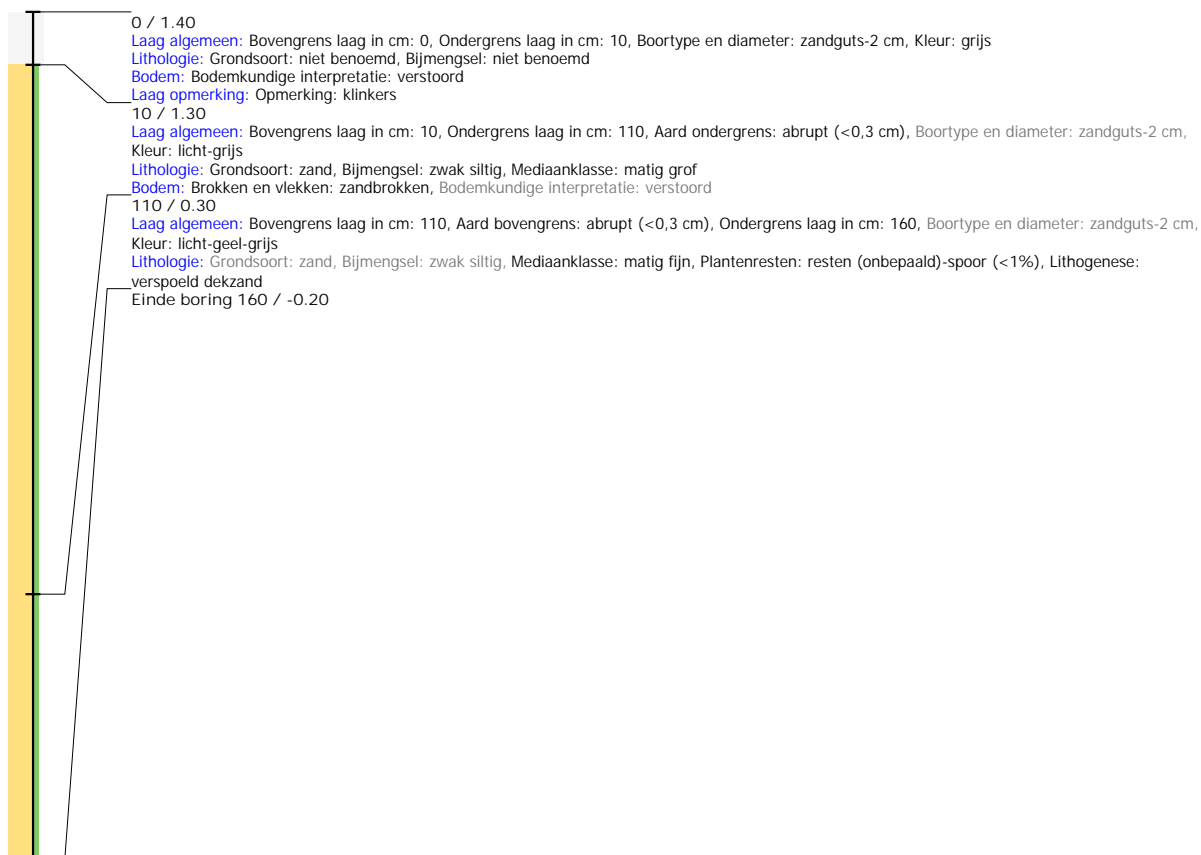 0 / 1.40
Laag algemeen: Bovengrens laag in cm: 0, Ondergrens laag in cm: 10, Boortype en diameter: zandguts-2 cm, Kleur: grijs
Lithologie: Grondsoort: niet benoemd, Bijmengsel: niet benoemd
Bodem: Bodemkundige interpretatie: verstoord
Laag opmerking: Opmerking: klinkers
10 / 1.30
Laag algemeen: Bovengrens laag in cm: 10, Ondergrens laag in cm: 110, Aard ondergrens: abrupt (<0,3 cm), Boortype en diameter: zandguts-2 cm,
Kleur: licht-grijs
Lithologie: Grondsoort: zand, Bijmengsel: zwak siltig, Mediaanklasse: matig grof
Bodem: Brokken en vlekken: zandbrokken, Bodemkundige interpretatie: verstoord
110 / 0.30
Laag algemeen: Bovengrens laag in cm: 110, Aard bovengrens: abrupt (<0,3 cm), Ondergrens laag in cm: 160, Boortype en diameter: zandguts-2 cm,
Kleur: licht-geel-grijs
Lithologie: Grondsoort: zand, Bijmengsel: zwak siltig, Mediaanklasse: matig fijn, Plantenresten: resten (onbepaald)-spoor (<1%), Lithogenese:
verspoeld dekzand
Einde boring 160 / -0.20